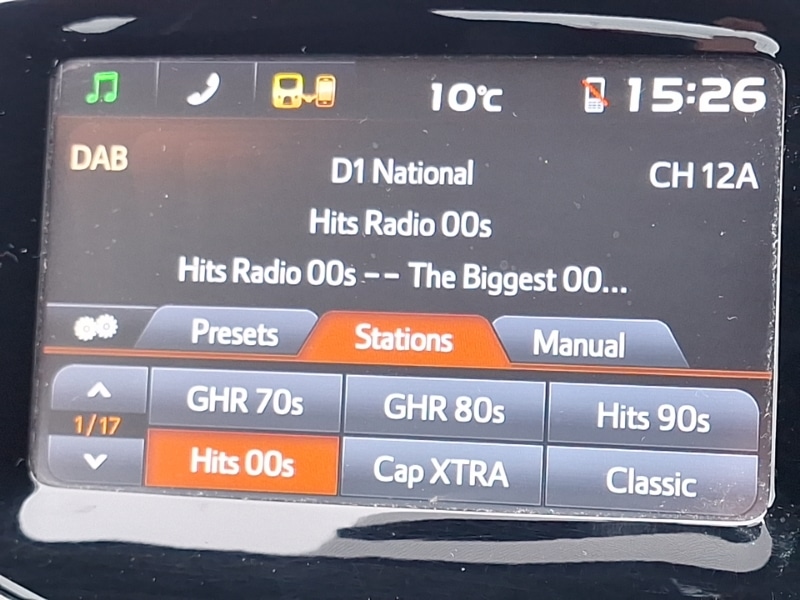 10°C 15:26
DAB D1 National CH 12A
Hits Radio 00s
Hits Radio 00s -- The Biggest 00...
Presets Stations Manual
GHR 70s GHR 80s Hits 90s
1/17
Hits 00s Cap XTRA Classic